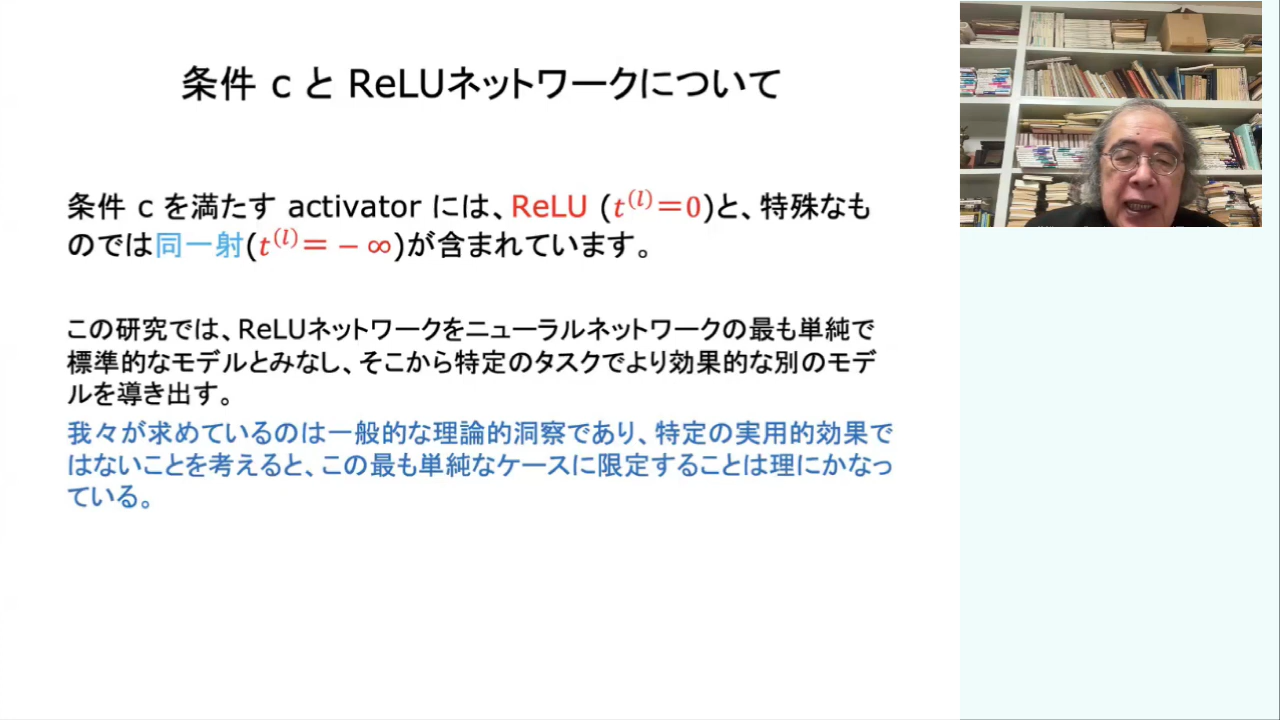 条件 c と ReLUネットワークについて
条件 c を満たす activator には、ReLU (t^(l)=0)と、特殊なも
のでは同一射(t^(l)=－∞)が含まれています。
この研究では、ReLUネットワークをニューラルネットワークの最も単純で
標準的なモデルとみなし、そこから特定のタスクでより効果的な別のモデ
ルを導き出す。
我々が求めているのは一般的な理論的洞察であり、特定の実用的効果で
はないことを考えると、この最も単純なケースに限定することは理にかなっ
ている。